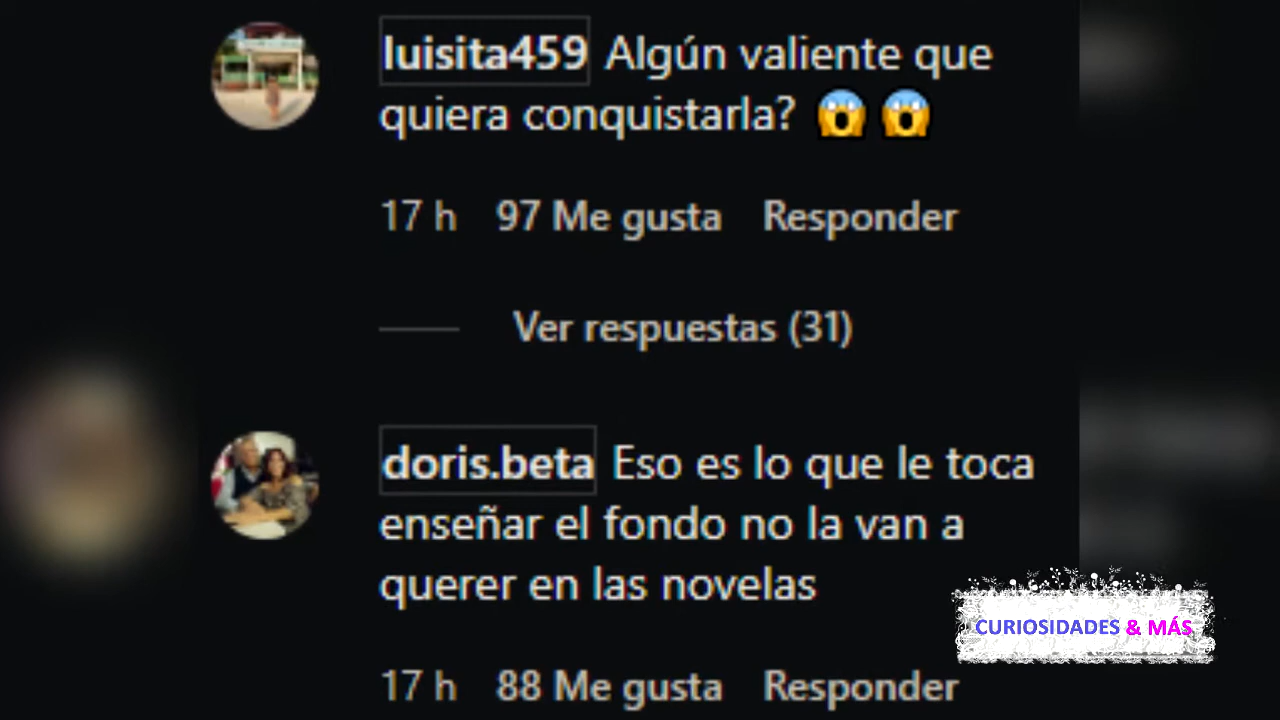 luisita459 Algún valiente que
quiera conquistarla? 😱 😱
17 h 97 Me gusta Responder
Ver respuestas (31)
doris.beta Eso es lo que le toca
enseñar el fondo no la van a
querer en las novelas
CURIOSIDADES & MÁS
17 h 88 Me gusta Responder